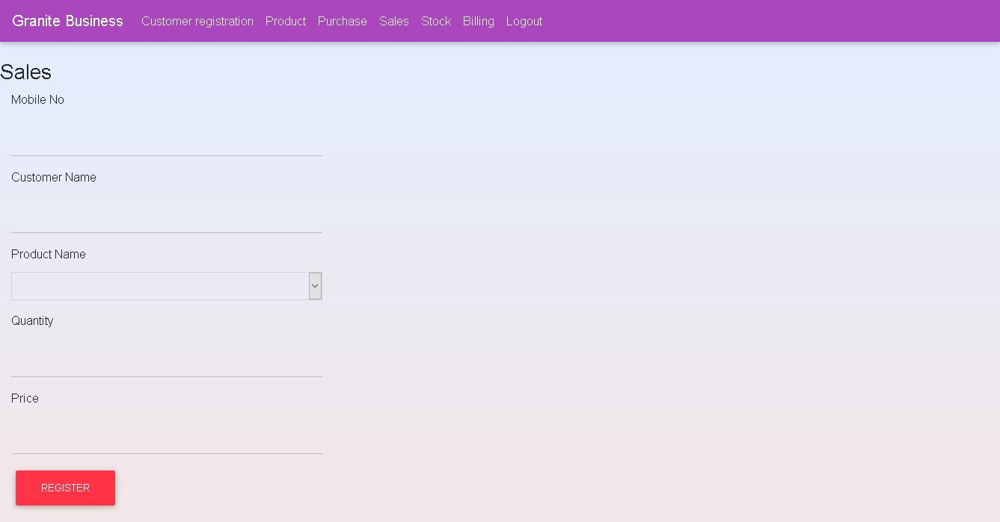 Granite Business Customer registration Product Purchase Sales Stock Billing Logout
Sales
Mobile No
Customer Name
Product Name
Quantity
Price
REGISTER